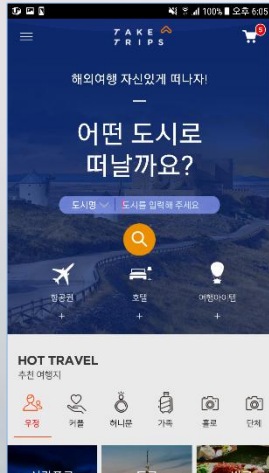 100% 오후 6:05
TAKE
TRIPS
5
해외여행 자신있게 떠나자!
어떤 도시로
떠날까요?
도시명 도시를 입력해 주세요
항공권 호텔 여행아이템
+ + +
HOT TRAVEL
추천 여행지
우정 커플 허니문 가족 홀로 단체